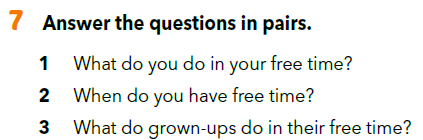 7 Answer the questions in pairs.
1 What do you do in your free time?
2 When do you have free time?
3 What do grown-ups do in their free time?